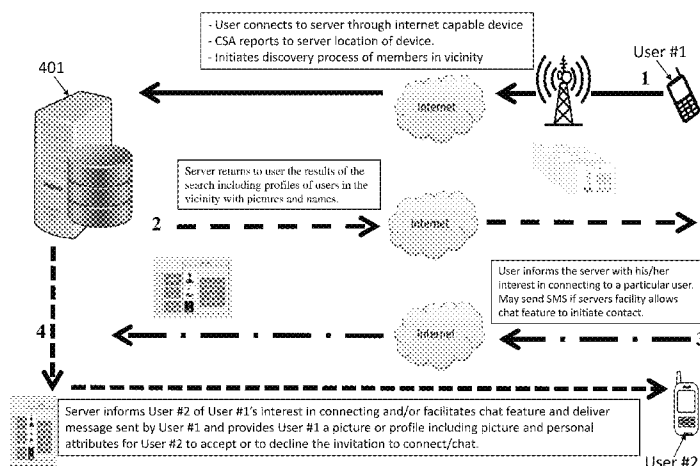 - User connects to server through internet capable device
- CSA reports to server location of device.
- Initiates discovery process of members in vicinity
User #1
401
1
Internet
Server returns to user the results of the
search including profiles of users in the
vicinity with pictures and names.
2
Internet
User informs the server with his/her
interest in connecting to a particular user.
May send SMS if servers facility allows
chat feature to initiate contact.
4
Internet
3
Server informs User #2 of User #1's interest in connecting and/or facilitates chat feature and deliver
message sent by User #1 and provides User #1 a picture or profile including picture and personal
attributes for User #2 to accept or to decline the invitation to connect/chat.
User #2